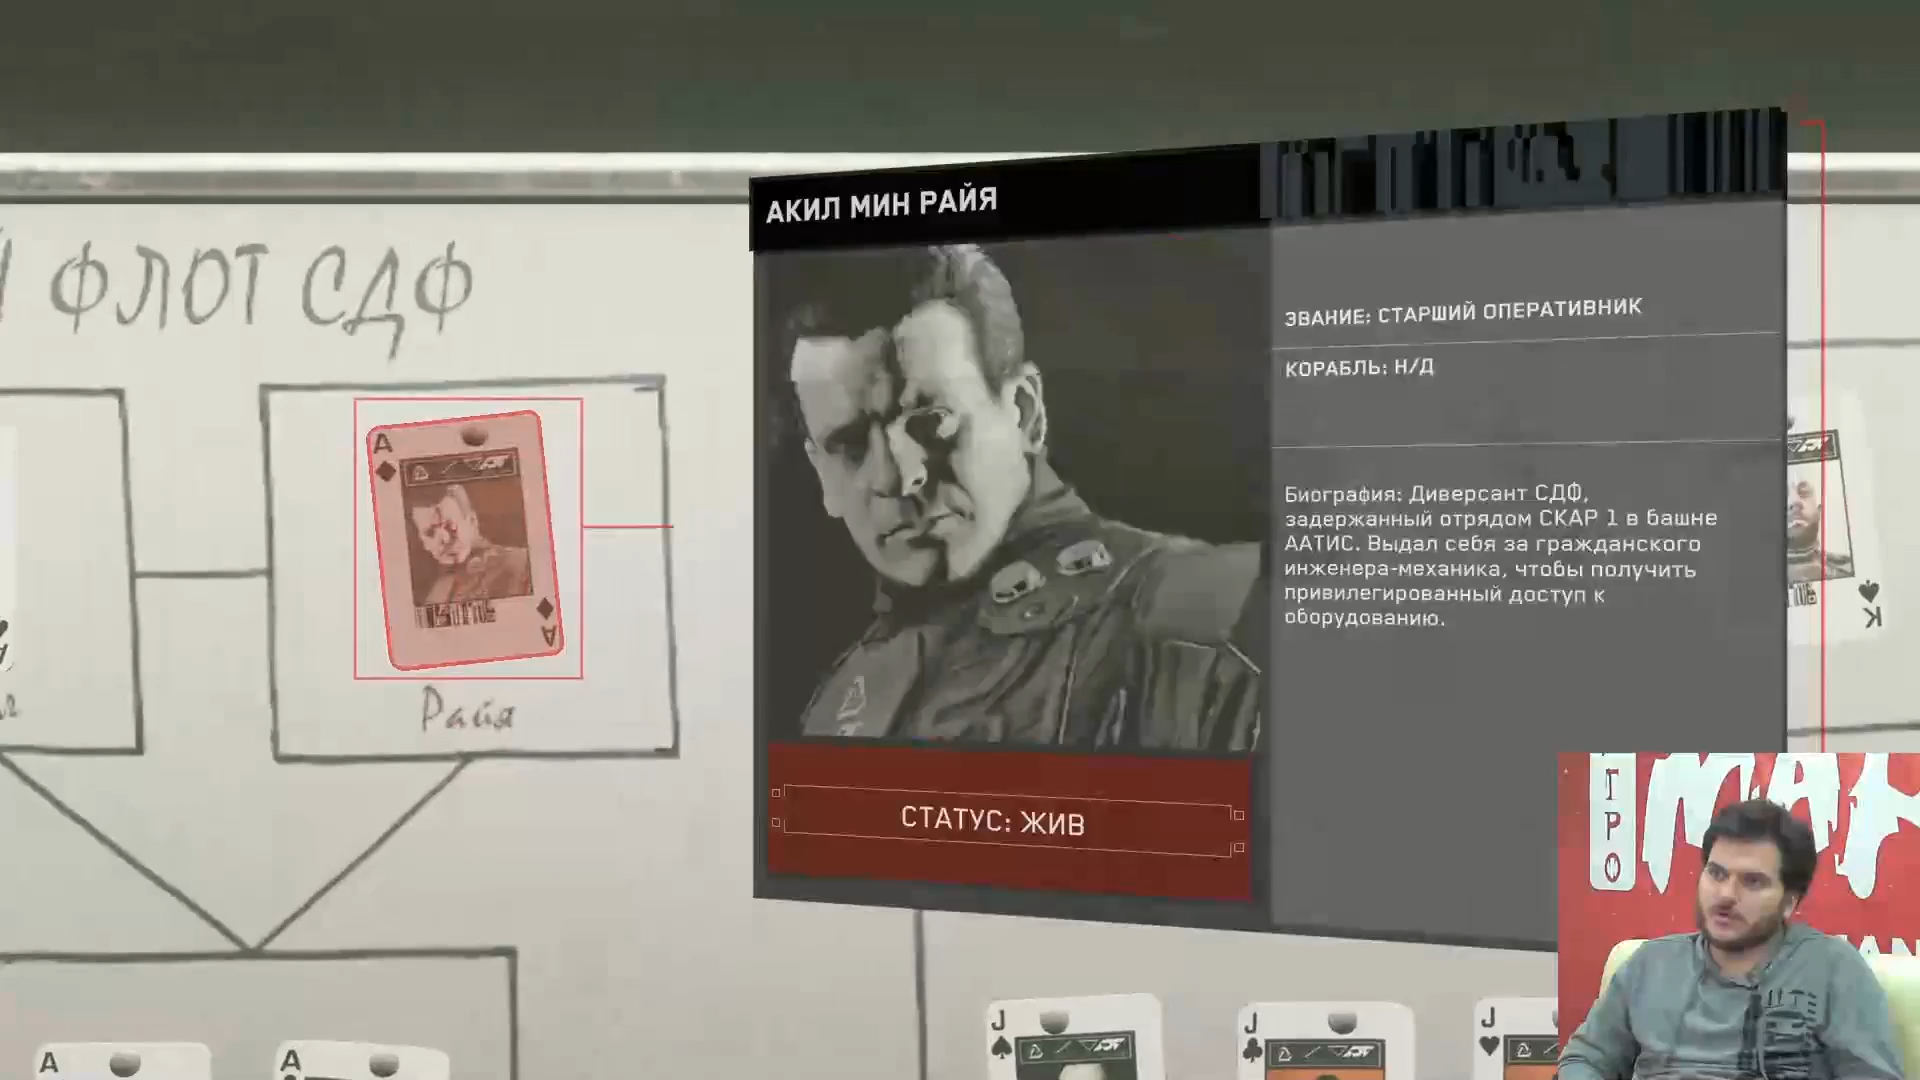 АКИЛ МИН РАЙЯ
ФЛОТ СДФ
ЗВАНИЕ: СТАРШИЙ ОПЕРАТИВНИК
КОРАБЛЬ: Н/Д
Биография: Диверсант СДФ,
задержанный отрядом СКАР 1 в башне
ААТИС. Выдал себя за гражданского
инженера-механика, чтобы получить
привилегированный доступ к
оборудованию.
A
A
Райя
K
СТАТУС: ЖИВ
A
A
J
J
J